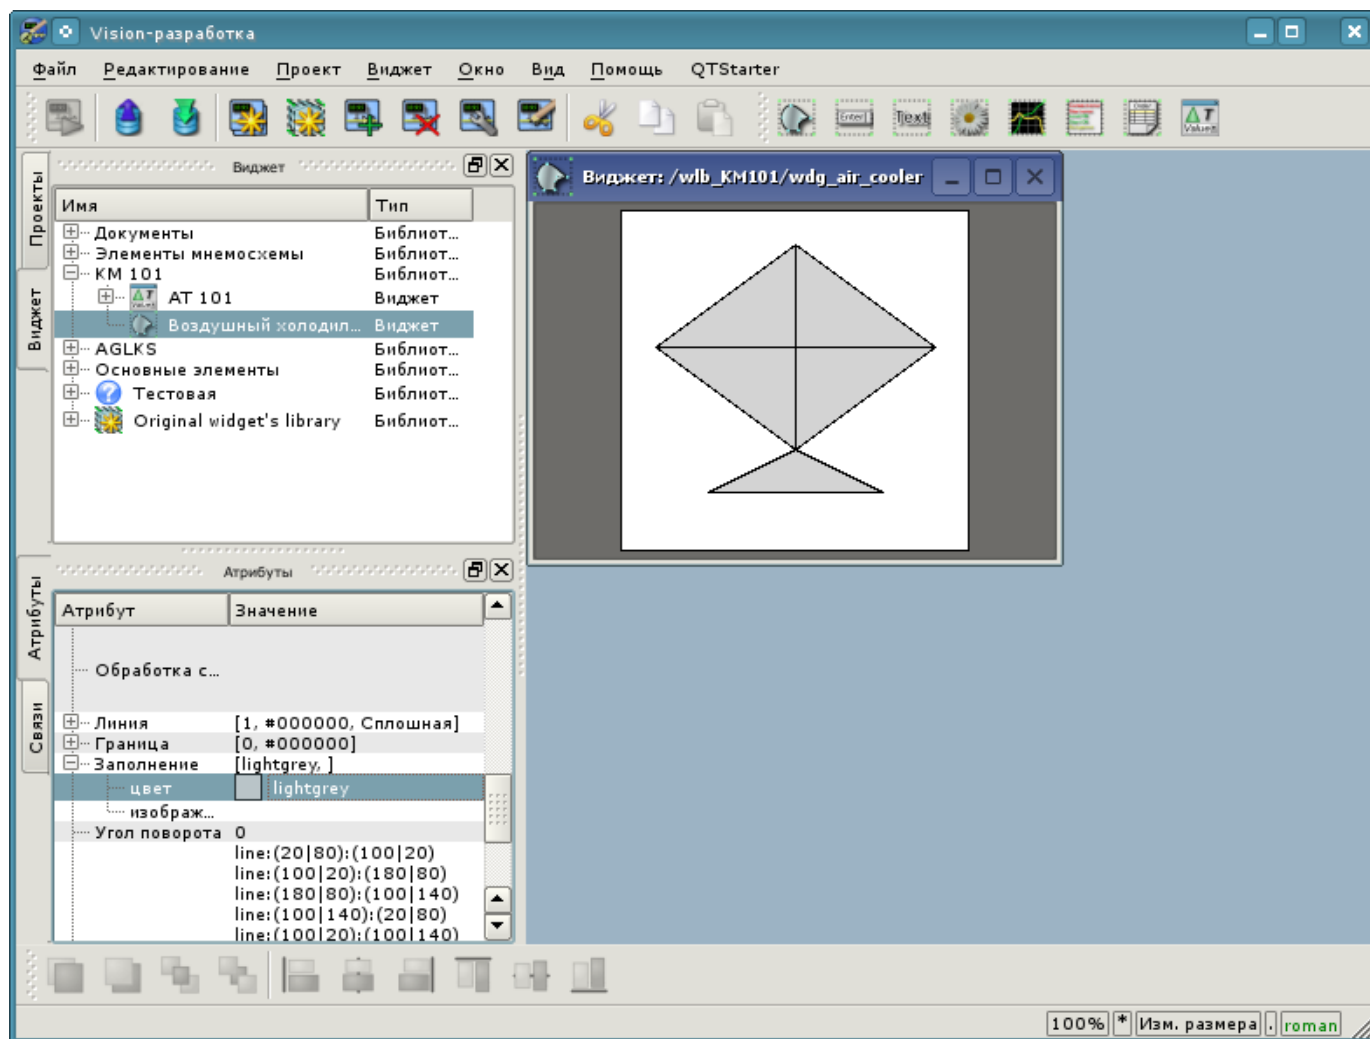 Vision-разработка
Файл Редактирование Проект Виджет Окно Вид Помощь QTStarter
Enter Text Values
Проекты
Виджет
Виджет
Имя Тип
Документы Библиот...
Элементы мнемосхемы Библиот...
КМ 101 Библиот...
АТ 101 Виджет
Воздушный холодил... Виджет
AGLKS Библиот...
Основные элементы Библиот...
Тестовая Библиот...
Original widget's library Библиот...
Виджет: /wlb_KM101/wdg_air_cooler
Атрибуты
Связи
Атрибуты
Атрибут Значение
Обработка с...
Линия [1, #000000, Сплошная]
Граница [0, #000000]
Заполнение [lightgrey, ]
цвет lightgrey
изображ...
Угол поворота 0
line:(20|80):(100|20)
line:(100|20):(180|80)
line:(180|80):(100|140)
line:(100|140):(20|80)
line:(100|20):(100|140)
100% * Изм. размера . roman